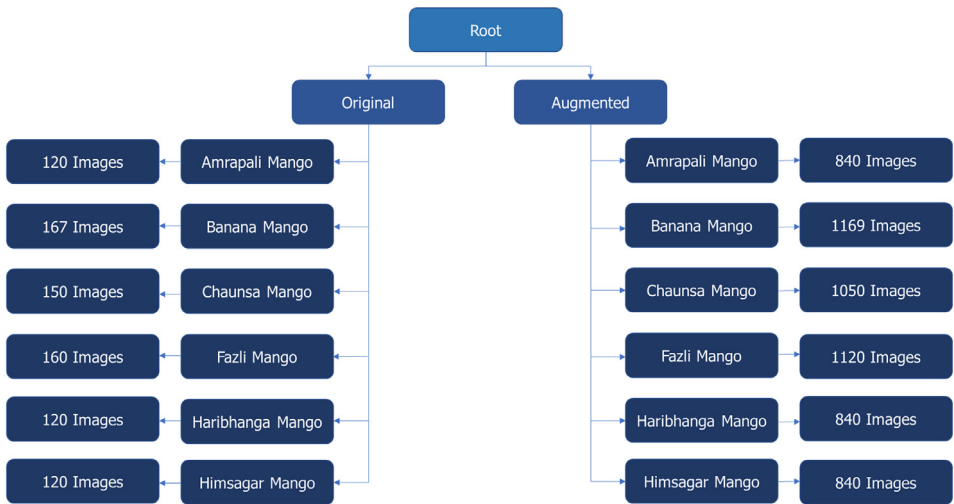 Root
Original
Augmented
120 Images
Amrapali Mango
Amrapali Mango
840 Images
167 Images
Banana Mango
Banana Mango
1169 Images
150 Images
Chaunsa Mango
Chaunsa Mango
1050 Images
160 Images
Fazli Mango
Fazli Mango
1120 Images
120 Images
Haribhanga Mango
Haribhanga Mango
840 Images
120 Images
Himsagar Mango
Himsagar Mango
840 Images